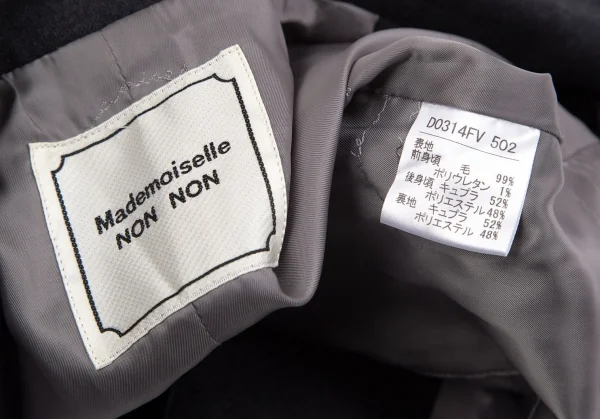 Mademoiselle
NON NON
D0314FV 502
表地
前身頃 毛 99%
ポリウレタン 1%
後身頃 キュプラ 52%
ポリエステル 48%
裏地 キュプラ 52%
ポリエステル 48%